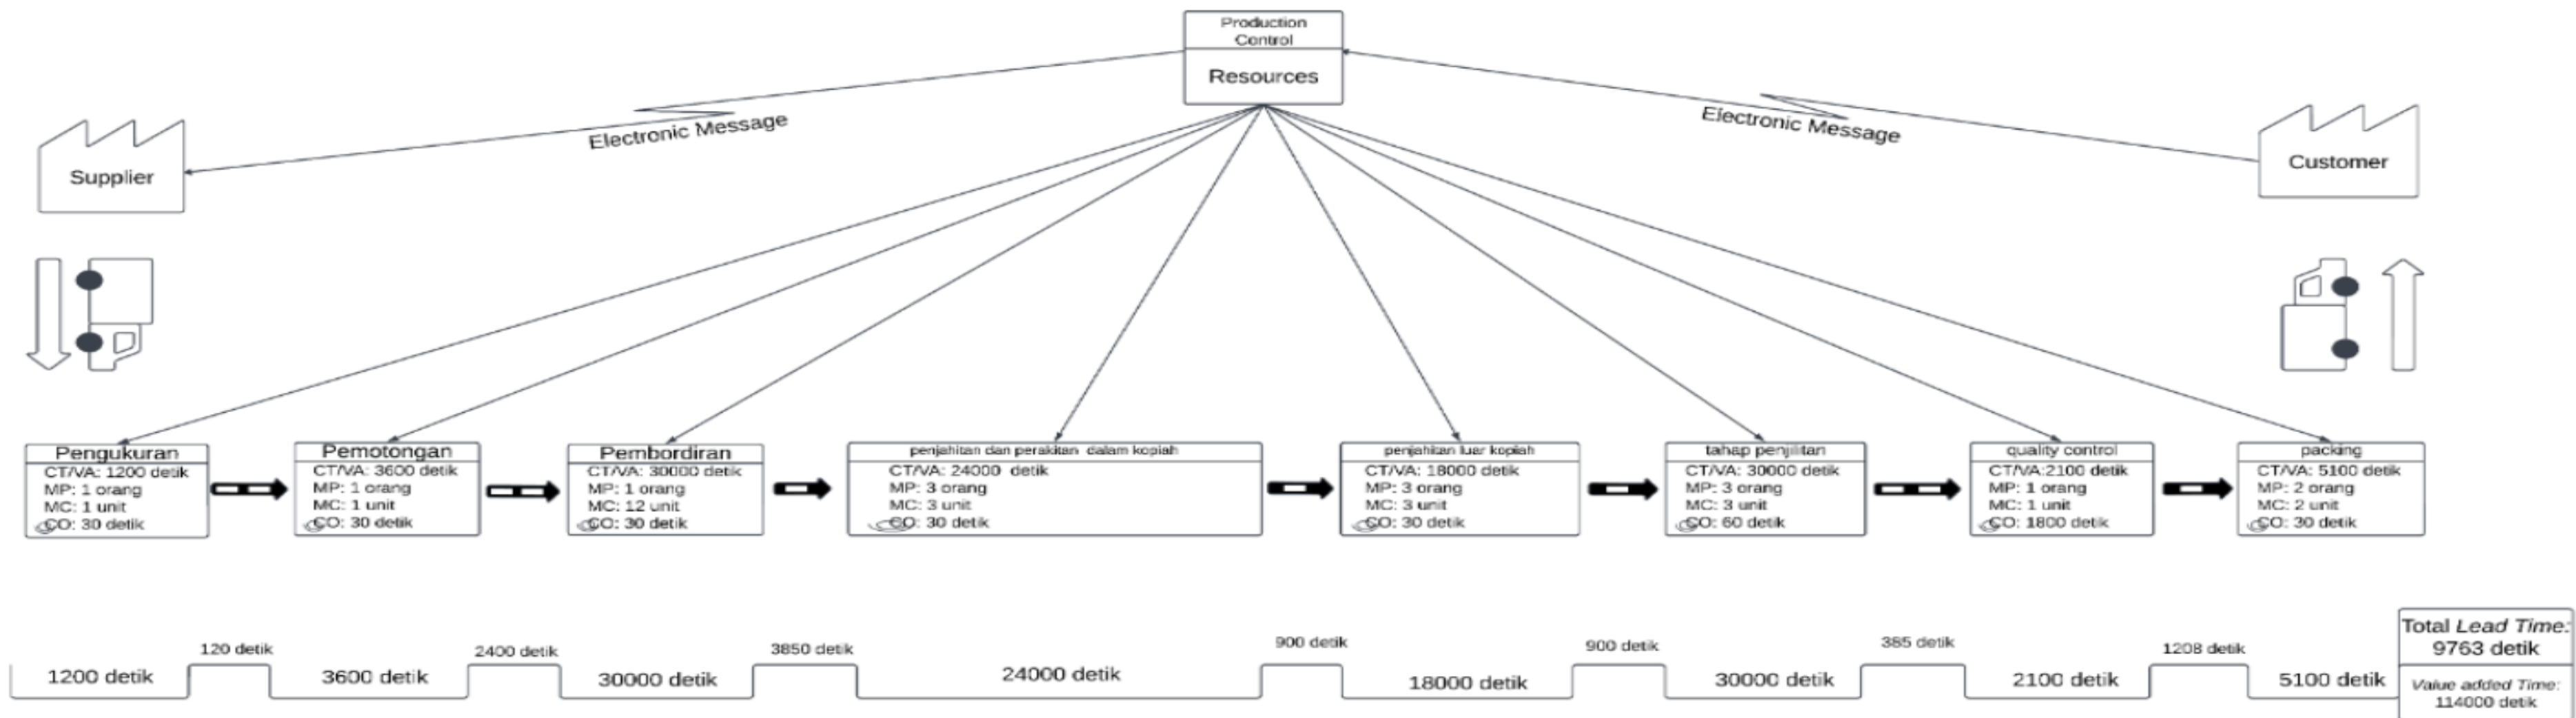 Production
Control
Resources
Electronic Message
Electronic Message
Supplier
Customer
Pengukuran
CT/VA: 1200 detik
MP: 1 orang
MC: 1 unit
CO: 30 detik
Pemotongan
CT/VA: 3600 detik
MP: 1 orang
MC: 1 unit
CO: 30 detik
Pembordiran
CT/VA: 30000 detik
MP: 1 orang
MC: 12 unit
CO: 30 detik
penjahitan dan perakitan dalam kopiah
CT/VA: 24000 detik
MP: 3 orang
MC: 3 unit
CO: 30 detik
penjahitan luar kopiah
CT/VA: 18000 detik
MP: 3 orang
MC: 3 unit
CO: 30 detik
tahap penjilitan
CT/VA: 30000 detik
MP: 3 orang
MC: 3 unit
CO: 60 detik
quality control
CT/VA:2100 detik
MP: 1 orang
MC: 1 unit
CO: 1800 detik
packing
CT/VA: 5100 detik
MP: 2 orang
MC: 2 unit
CO: 30 detik
1200 detik
120 detik
3600 detik
2400 detik
30000 detik
3850 detik
24000 detik
900 detik
18000 detik
900 detik
30000 detik
385 detik
2100 detik
1208 detik
5100 detik
Total Lead Time:
9763 detik
Value added Time:
114000 detik